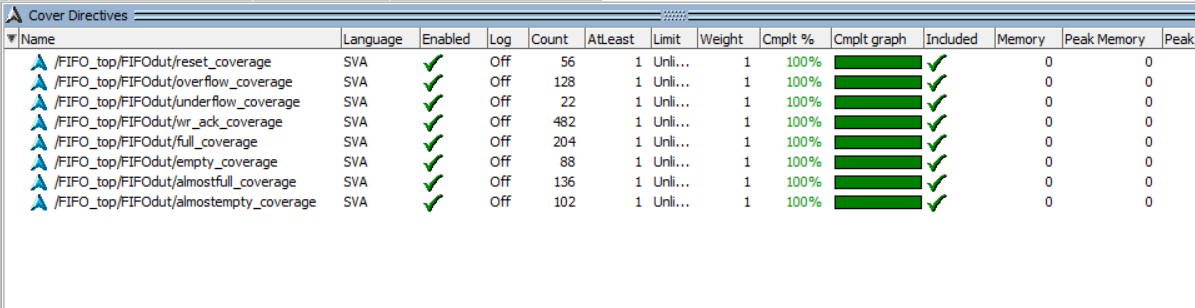 Cover Directives
Name Language Enabled Log Count AtLeast Limit Weight Cmplt % Cmplt graph Included Memory Peak Memory Peak
/FIFO_top/FIFOdut/reset_coverage SVA Off 56 1 Unli... 1 100% 0 0
/FIFO_top/FIFOdut/overflow_coverage SVA Off 128 1 Unli... 1 100% 0 0
/FIFO_top/FIFOdut/underflow_coverage SVA Off 22 1 Unli... 1 100% 0 0
/FIFO_top/FIFOdut/wr_ack_coverage SVA Off 482 1 Unli... 1 100% 0 0
/FIFO_top/FIFOdut/full_coverage SVA Off 204 1 Unli... 1 100% 0 0
/FIFO_top/FIFOdut/empty_coverage SVA Off 88 1 Unli... 1 100% 0 0
/FIFO_top/FIFOdut/almostfull_coverage SVA Off 136 1 Unli... 1 100% 0 0
/FIFO_top/FIFOdut/almostempty_coverage SVA Off 102 1 Unli... 1 100% 0 0